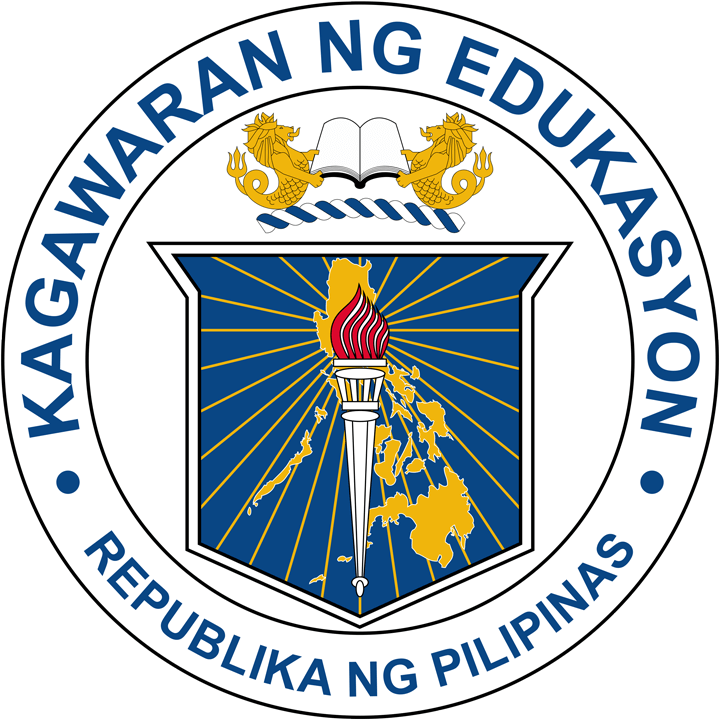 KAGAWARAN NG EDUKASYON
REPUBLIKA NG PILIPINAS